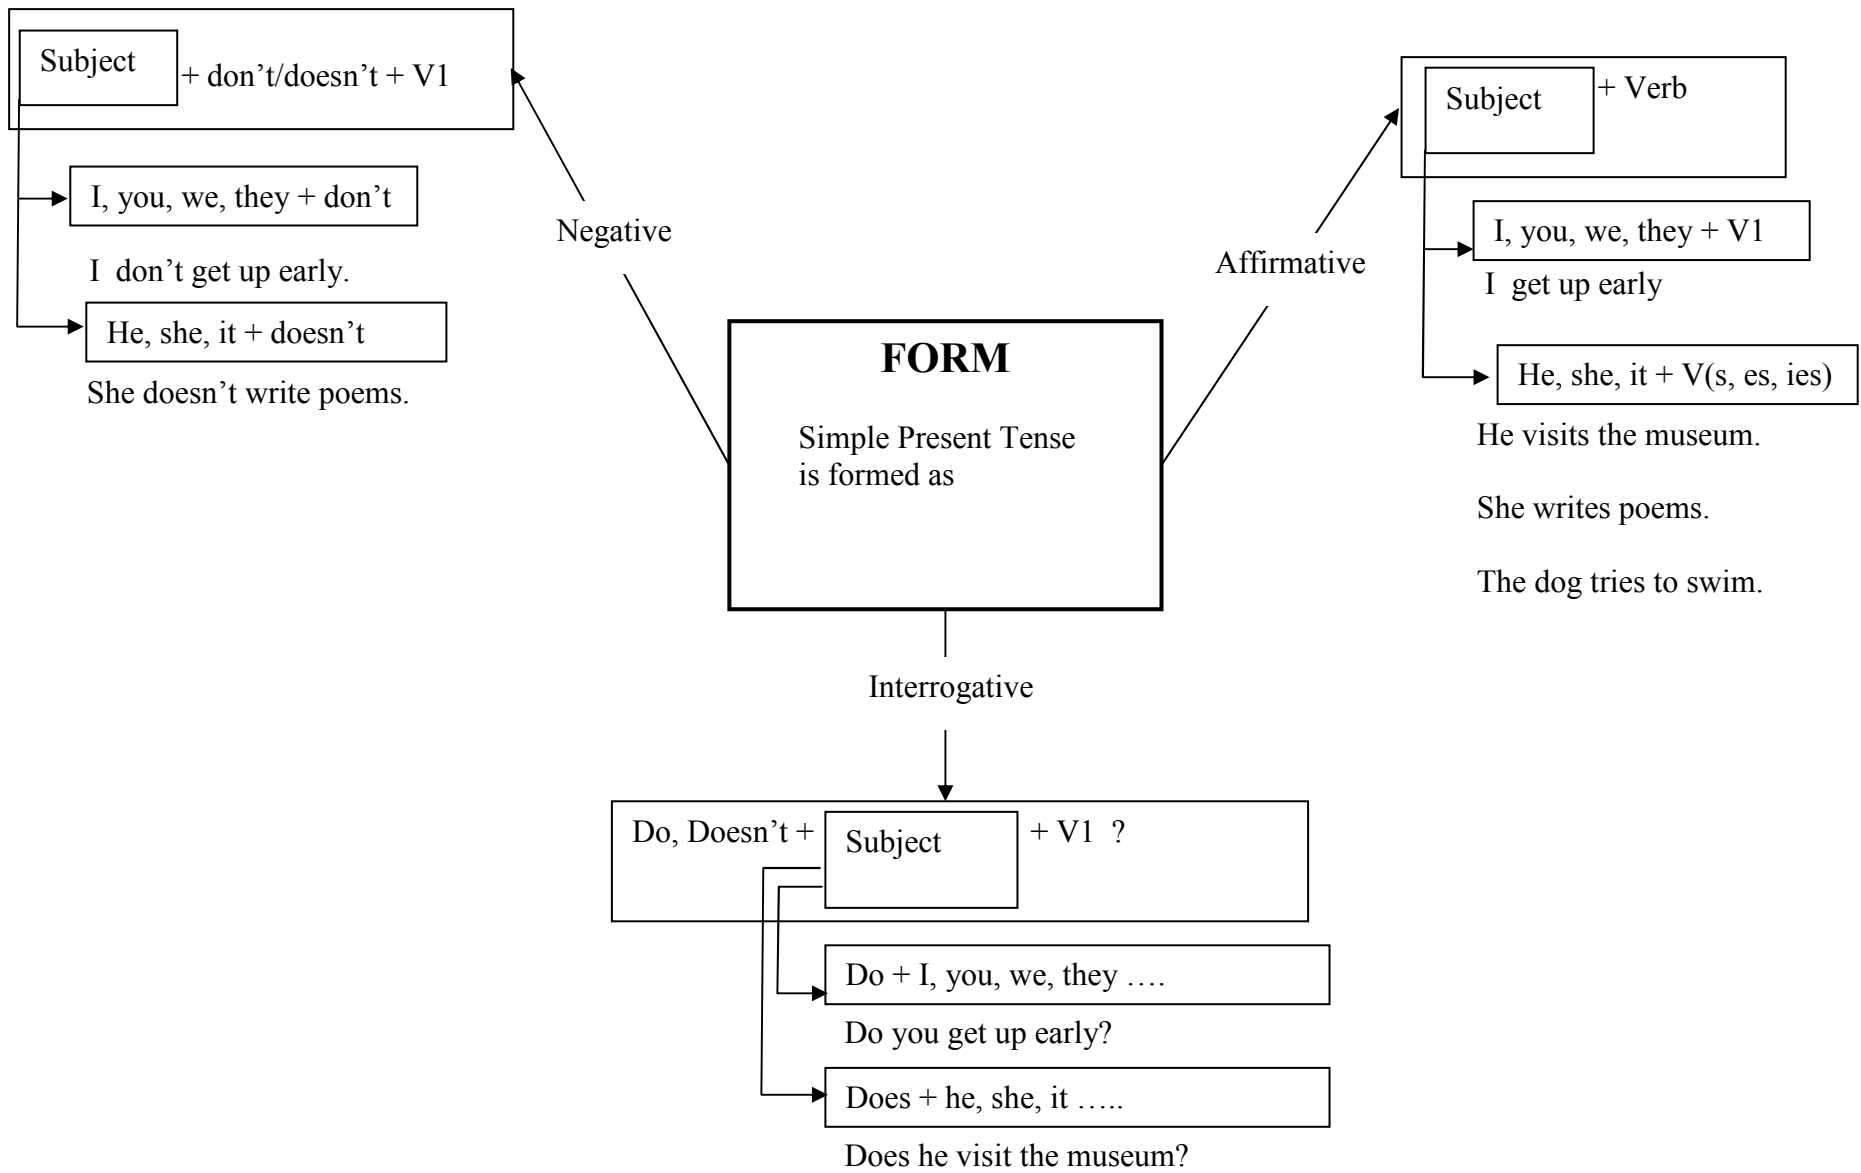 Subject
+ don’t/doesn’t + V1
I, you, we, they + don’t
I don’t get up early.
He, she, it + doesn’t
She doesn’t write poems.
Negative
Affirmative
Subject
+ Verb
I, you, we, they + V1
I get up early
He, she, it + V(s, es, ies)
He visits the museum.
She writes poems.
The dog tries to swim.
FORM
Simple Present Tense
is formed as
Interrogative
Do, Doesn’t + Subject + V1 ?
Do + I, you, we, they ….
Do you get up early?
Does + he, she, it …..
Does he visit the museum?